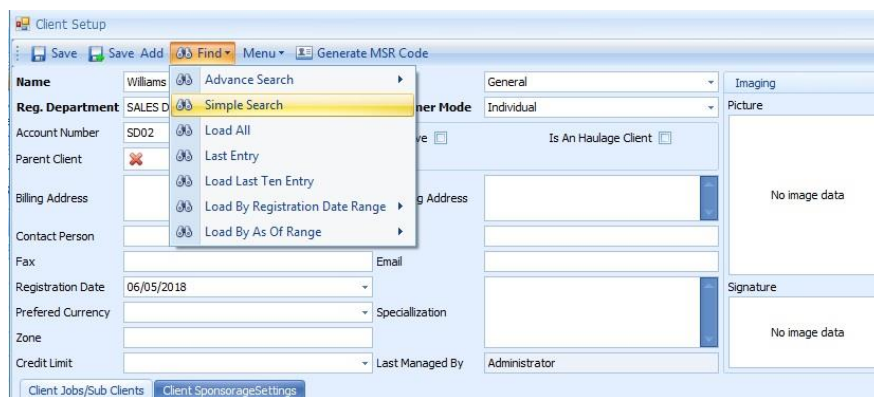 Client Setup
Save Save Add Find Menu Generate MSR Code
Name Williams General Imaging
Advance Search
Reg. Department SALES D ner Mode Individual Picture
Simple Search
Account Number SD02 ve Is An Haulage Client
Load All
Parent Client
Last Entry
Load Last Ten Entry
Billing Address g Address No image data
Load By Registration Date Range
Contact Person
Load By As Of Range
Fax Email
Registration Date 06/05/2018 Signature
Prefered Currency Speciallization
Zone No image data
Credit Limit Last Managed By Administrator
Client Jobs/Sub Clients Client SponsorageSettings